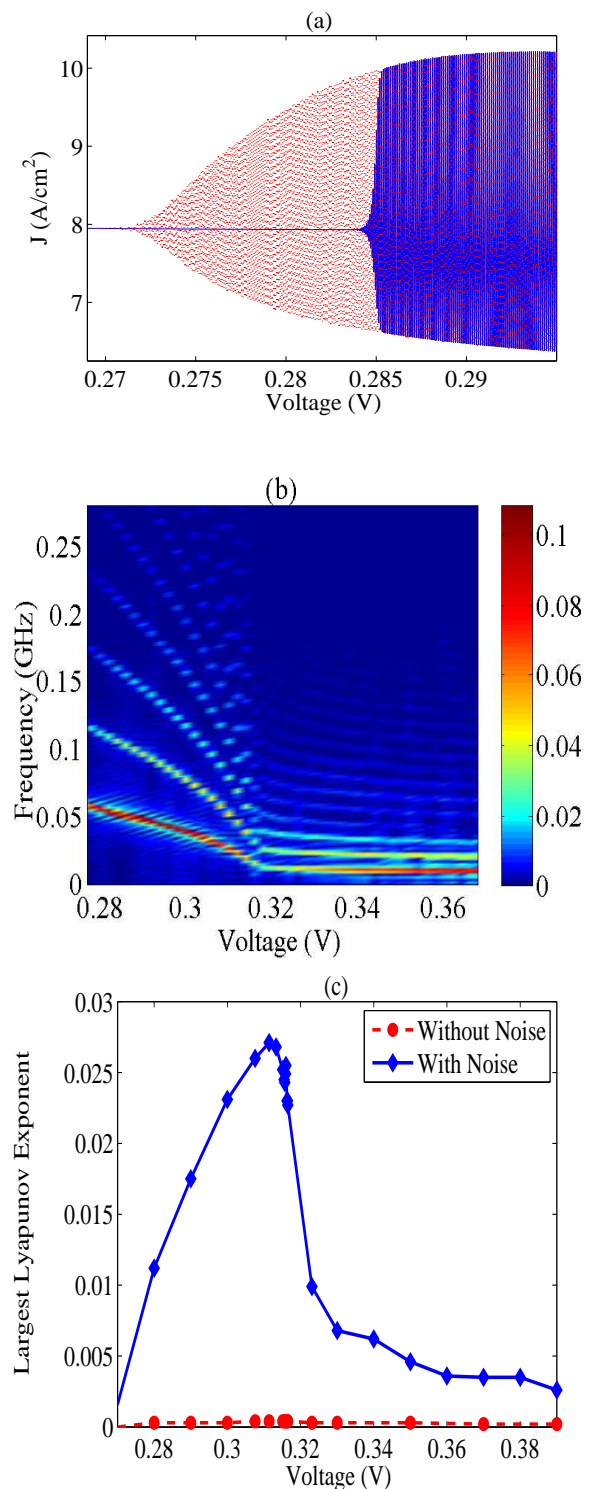 (a)
10
9
8
7
J (A/cm²)
0.27 0.275 0.28 0.285 0.29
Voltage (V)
(b)
0.25
0.2
0.15
0.1
0.05
0
Frequency (GHz)
0.28 0.3 0.32 0.34 0.36
Voltage (V)
0.1
0.08
0.06
0.04
0.02
0
(c)
0.03
0.025
0.02
0.015
0.01
0.005
0
Largest Lyapunov Exponent
Without Noise
With Noise
0.28 0.3 0.32 0.34 0.36 0.38
Voltage (V)